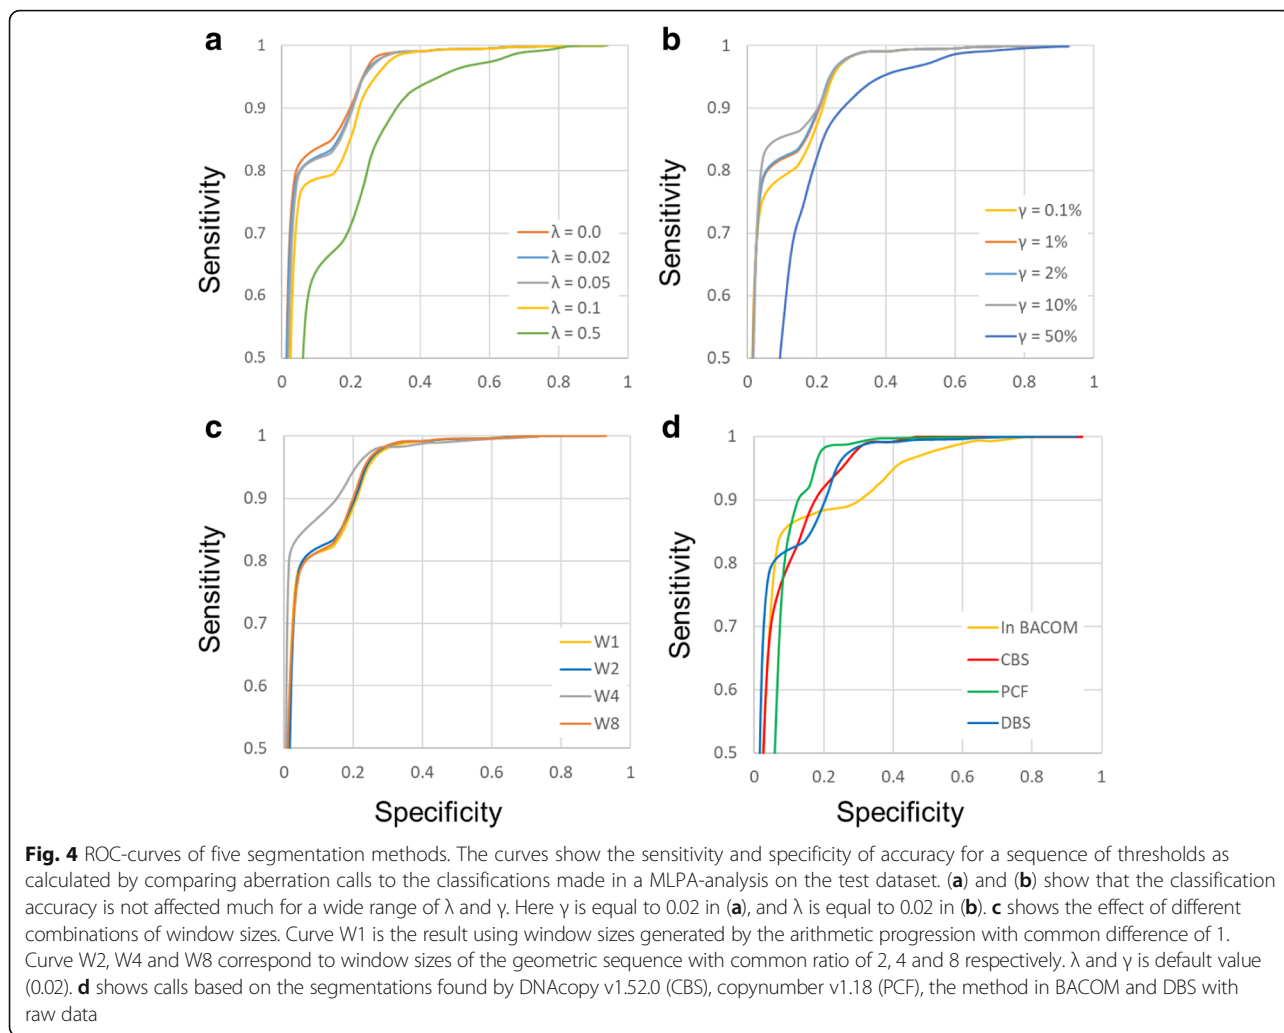 a
1
0.9
0.8
0.7
0.6
0.5
Sensitivity
λ = 0.0
λ = 0.02
λ = 0.05
λ = 0.1
λ = 0.5
0 0.2 0.4 0.6 0.8 1
b
1
0.9
0.8
0.7
0.6
0.5
Sensitivity
γ = 0.1%
γ = 1%
γ = 2%
γ = 10%
γ = 50%
0 0.2 0.4 0.6 0.8 1
c
1
0.9
0.8
0.7
0.6
0.5
Sensitivity
W1
W2
W4
W8
0 0.2 0.4 0.6 0.8 1
Specificity
d
1
0.9
0.8
0.7
0.6
0.5
Sensitivity
In BACOM
CBS
PCF
DBS
0 0.2 0.4 0.6 0.8 1
Specificity
Fig. 4 ROC-curves of five segmentation methods. The curves show the sensitivity and specificity of accuracy for a sequence of thresholds as
calculated by comparing aberration calls to the classifications made in a MLPA-analysis on the test dataset. (a) and (b) show that the classification
accuracy is not affected much for a wide range of λ and γ. Here γ is equal to 0.02 in (a), and λ is equal to 0.02 in (b). c shows the effect of different
combinations of window sizes. Curve W1 is the result using window sizes generated by the arithmetic progression with common difference of 1.
Curve W2, W4 and W8 correspond to window sizes of the geometric sequence with common ratio of 2, 4 and 8 respectively. λ and γ is default value
(0.02). d shows calls based on the segmentations found by DNAcopy v1.52.0 (CBS), copynumber v1.18 (PCF), the method in BACOM and DBS with
raw data